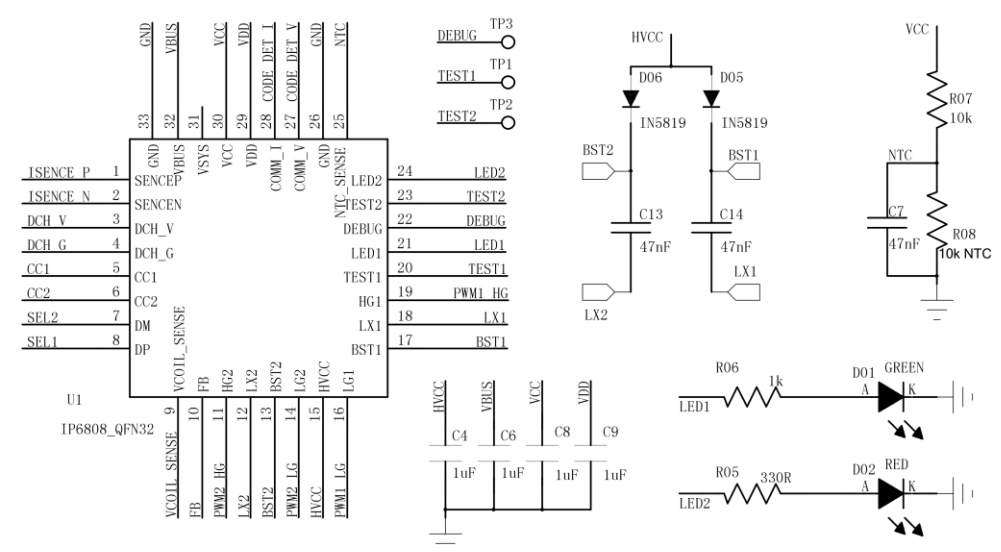 GND
VBUS
VCC
VDD
CODE_DET_I
CODE_DET_V
GND
NTC
33
32
31
30
29
28
27
26
25
GND
VBUS
VSYS
VCC
VDD
COMM_I
COMM_V
GND
NTC_SENSE
ISENCE_P 1 SENCEP
ISENCE_N 2 SENCEN
DCH_V 3 DCH_V
DCH_G 4 DCH_G
CC1 5 CC1
CC2 6 CC2
SEL2 7 DM
SEL1 8 DP
LED2 24 LED2
TEST2 23 TEST2
DEBUG 22 DEBUG
LED1 21 LED1
TEST1 20 TEST1
HG1 19 PWM1_HG
LX1 18 LX1
BST1 17 BST1
VCOIL_SENSE
FB
HG2
LX2
BST2
LG2
HVCC
LG1
9
10
11
12
13
14
15
16
VCOIL_SENSE
FB
PWM2_HG
LX2
BST2
PWM2_LG
HVCC
PWM1_LG
U1
IP6808_QFN32
TP3
DEBUG
TP1
TEST1
TP2
TEST2
HVCC
D06
D05
IN5819
IN5819
BST2
BST1
C13
C14
47nF
47nF
LX1
LX2
VCC
R07
10k
NTC
C7
47nF
R08
10k NTC
HVCC
VBUS
VCC
VDD
C4
C6
C8
C9
1uF
1uF
1uF
1uF
R06
1k
LED1
D01
GREEN
A
K
R05
330R
LED2
D02
RED
A
K